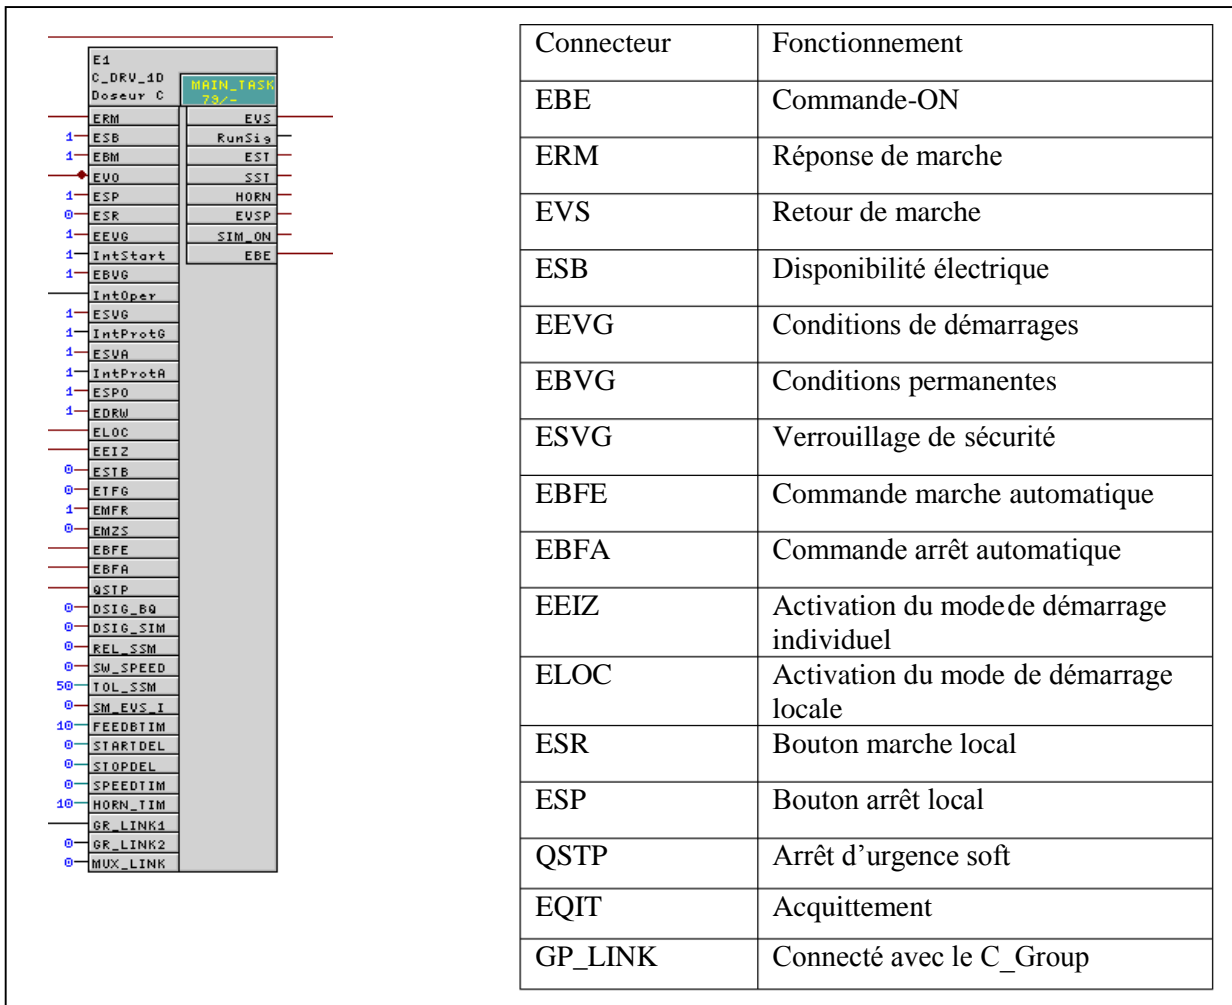 E1
C_DRV_1D
Doseur C
MAIN_TASK
79/-
ERM EVS
1 ESB RunSig
1 EBM EST
EVO SST
1 ESP HORN
0 ESR EVSP
1 EEVG SIM_ON
1 IntStart EBE
1 EBVG
IntOper
1 ESVG
1 IntProtG
1 ESVA
1 IntProtA
1 ESPO
1 EDRW
ELOC
EEIZ
0 ESTB
0 ETFG
1 EMFR
0 EMZS
EBFE
EBFA
QSTP
0 DSIG_BQ
0 DSIG_SIM
0 REL_SSM
0 SW_SPEED
50 TOL_SSM
0 SM_EVS_I
10 FEEDBTIM
0 STARTDEL
0 STOPDEL
0 SPEEDTIM
10 HORN_TIM
GR_LINK1
0 GR_LINK2
0 MUX_LINK
Connecteur Fonctionnement
EBE Commande-ON
ERM Réponse de marche
EVS Retour de marche
ESB Disponibilité électrique
EEVG Conditions de démarrages
EBVG Conditions permanentes
ESVG Verrouillage de sécurité
EBFE Commande marche automatique
EBFA Commande arrêt automatique
EEIZ Activation du mode de démarrage
individuel
ELOC Activation du mode de démarrage
locale
ESR Bouton marche local
ESP Bouton arrêt local
QSTP Arrêt d’urgence soft
EQIT Acquittement
GP_LINK Connecté avec le C_Group